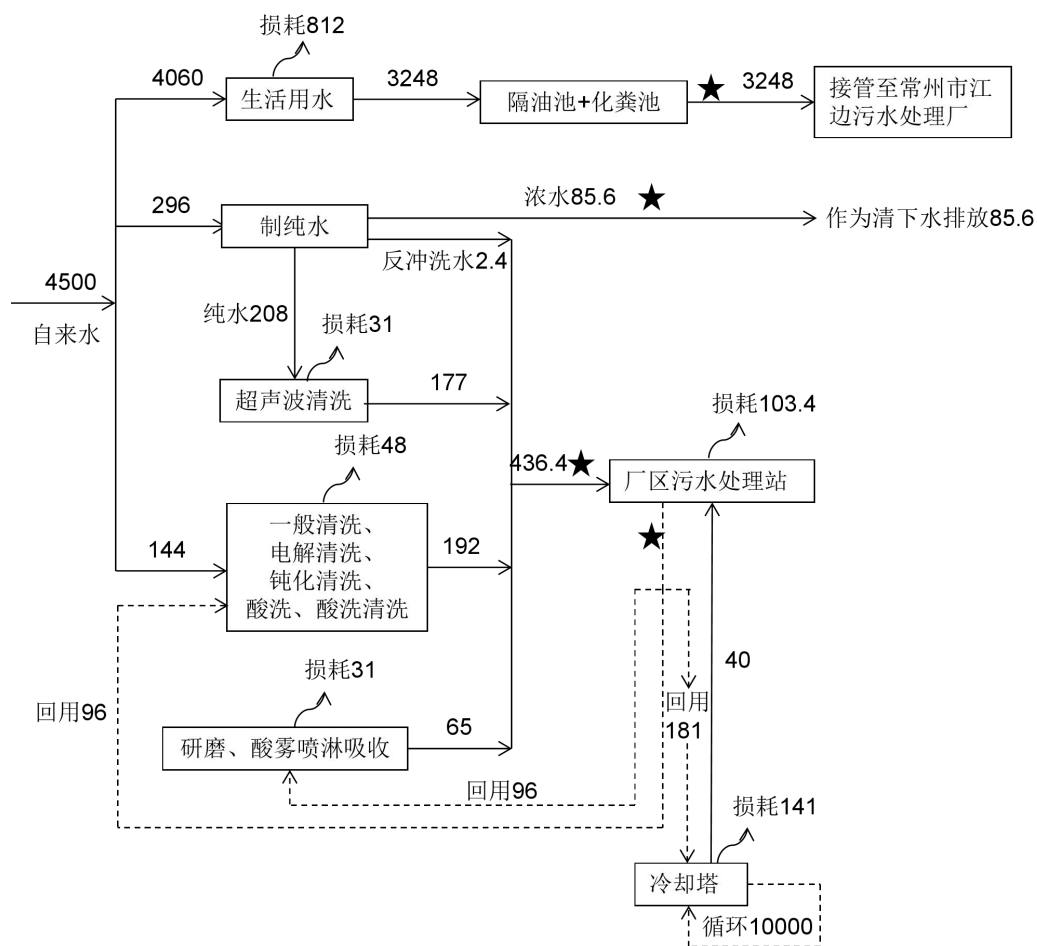 损耗812
4060
生活用水
3248
隔油池+化粪池
★
3248
接管至常州市江
边污水处理厂
296
制纯水
浓水85.6
★
作为清下水排放85.6
反冲洗水2.4
4500
自来水
纯水208
损耗31
超声波清洗
177
损耗103.4
损耗48
436.4★
厂区污水处理站
★
144
一般清洗、
电解清洗、
钝化清洗、
酸洗、酸洗清洗
192
40
损耗31
回用96
回用
181
研磨、酸雾喷淋吸收
65
回用96
损耗141
冷却塔
循环10000